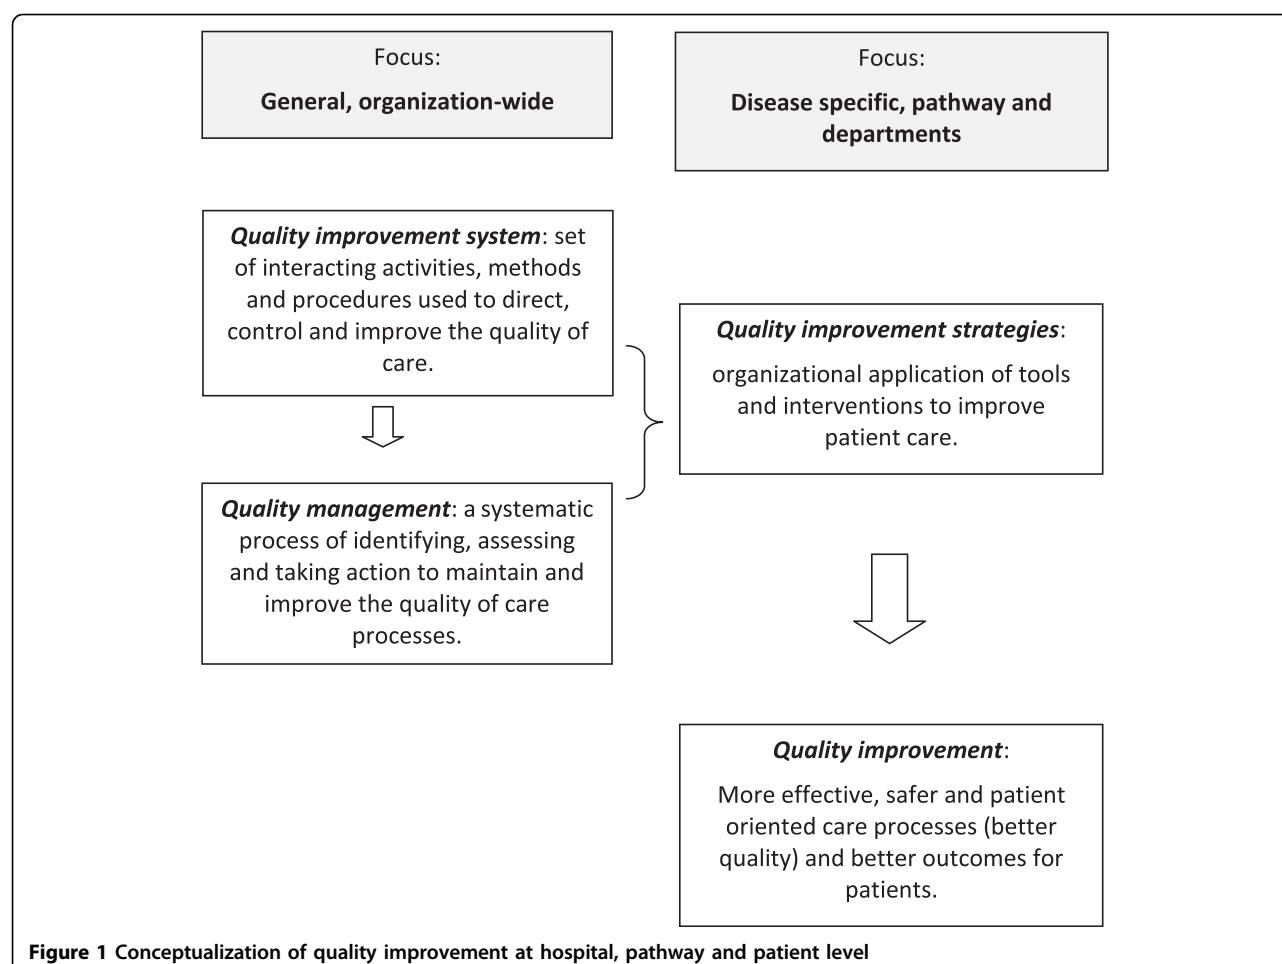 Focus:
General, organization-wide
Focus:
Disease specific, pathway and
departments
Quality improvement system: set
of interacting activities, methods
and procedures used to direct,
control and improve the quality of
care.
Quality management: a systematic
process of identifying, assessing
and taking action to maintain and
improve the quality of care
processes.
Quality improvement strategies:
organizational application of tools
and interventions to improve
patient care.
Quality improvement:
More effective, safer and patient
oriented care processes (better
quality) and better outcomes for
patients.
Figure 1 Conceptualization of quality improvement at hospital, pathway and patient level